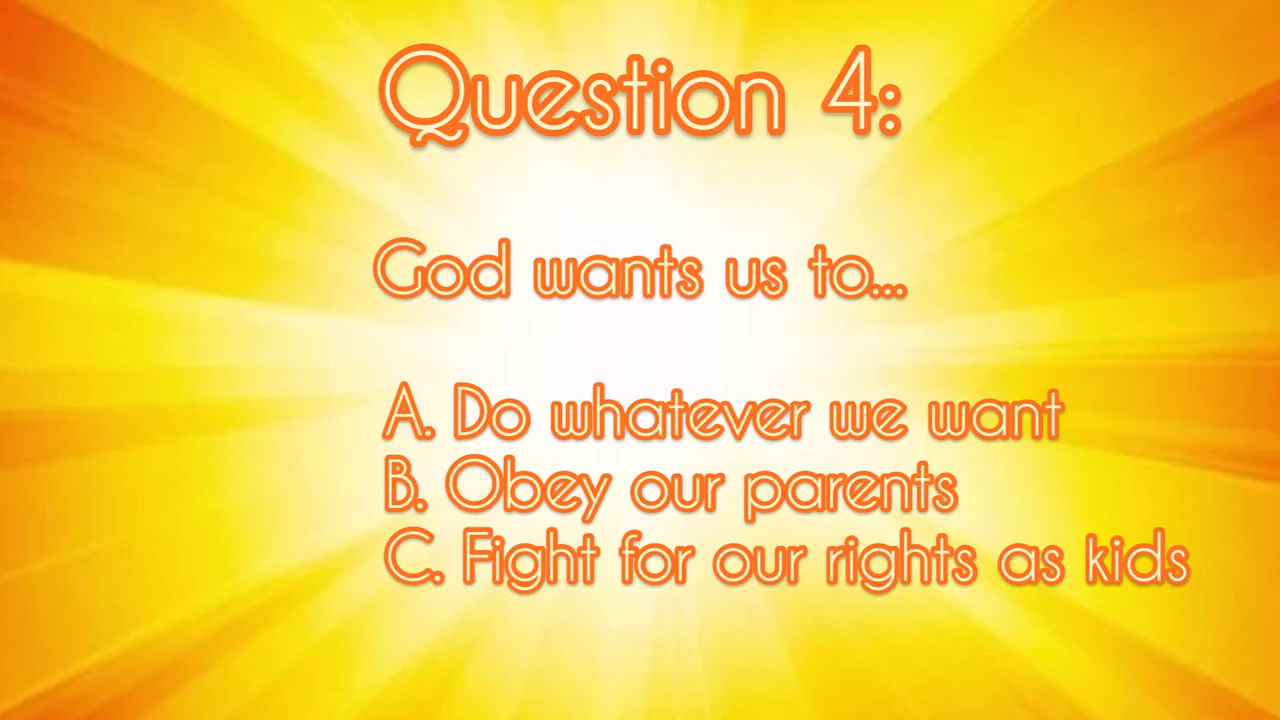 Question 4:
God wants us to...
A. Do whatever we want
B. Obey our parents
C. Fight for our rights as kids